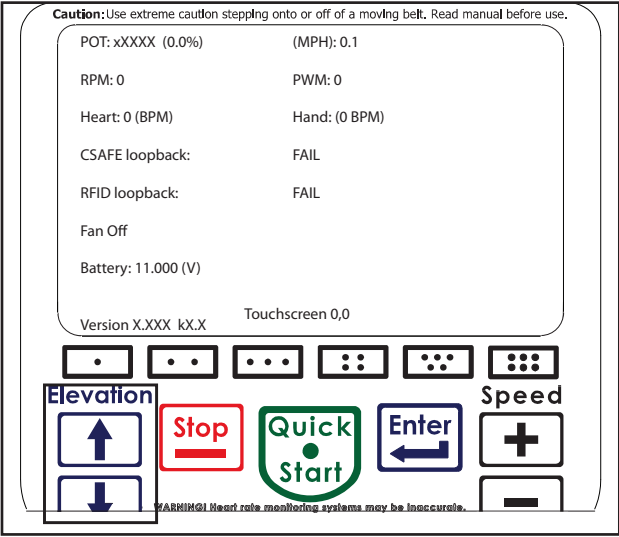 Caution: Use extreme caution stepping onto or off of a moving belt. Read manual before use.
POT: xXXXX (0.0%) (MPH): 0.1
RPM: 0 PWM: 0
Heart: 0 (BPM) Hand: (0 BPM)
CSAFE loopback: FAIL
RFID loopback: FAIL
Fan Off
Battery: 11.000 (V)
Touchscreen 0,0
Version X.XXX kX.X
Elevation Speed
Stop Quick Start Enter
WARNING! Heart rate monitoring systems may be inaccurate.